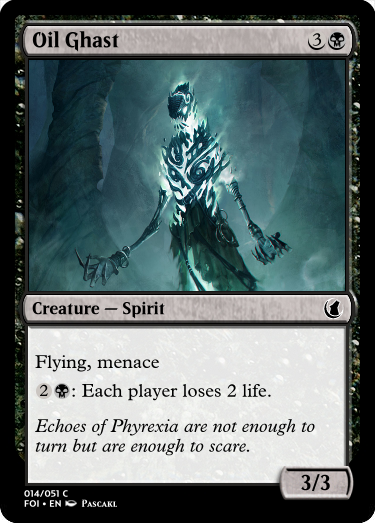 Oil Ghast 3
Creature — Spirit
Flying, menace
2 : Each player loses 2 life.
Echoes of Phyrexia are not enough to
turn but are enough to scare.
3/3
014/051 C
FOI • EN Pascakl